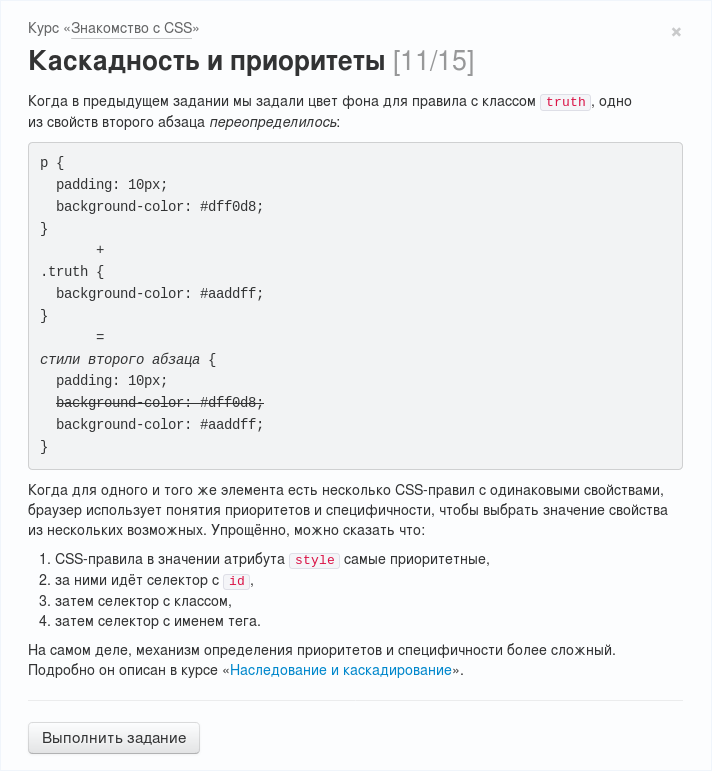 Курс «Знакомство с CSS»
×
Каскадность и приоритеты [11/15]
Когда в предыдущем задании мы задали цвет фона для правила с классом truth, одно
из свойств второго абзаца переопределилось:
p {
  padding: 10px;
  background-color: #dff0d8;
}
       +
.truth {
  background-color: #aaddff;
}
       =
стили второго абзаца {
  padding: 10px;
  background-color: #dff0d8;
  background-color: #aaddff;
}
Когда для одного и того же элемента есть несколько CSS-правил с одинаковыми свойствами,
браузер использует понятия приоритетов и специфичности, чтобы выбрать значение свойства
из нескольких возможных. Упрощённо, можно сказать что:
1. CSS-правила в значении атрибута style самые приоритетные,
2. за ними идёт селектор с id,
3. затем селектор с классом,
4. затем селектор с именем тега.
На самом деле, механизм определения приоритетов и специфичности более сложный.
Подробно он описан в курсе «Наследование и каскадирование».
Выполнить задание